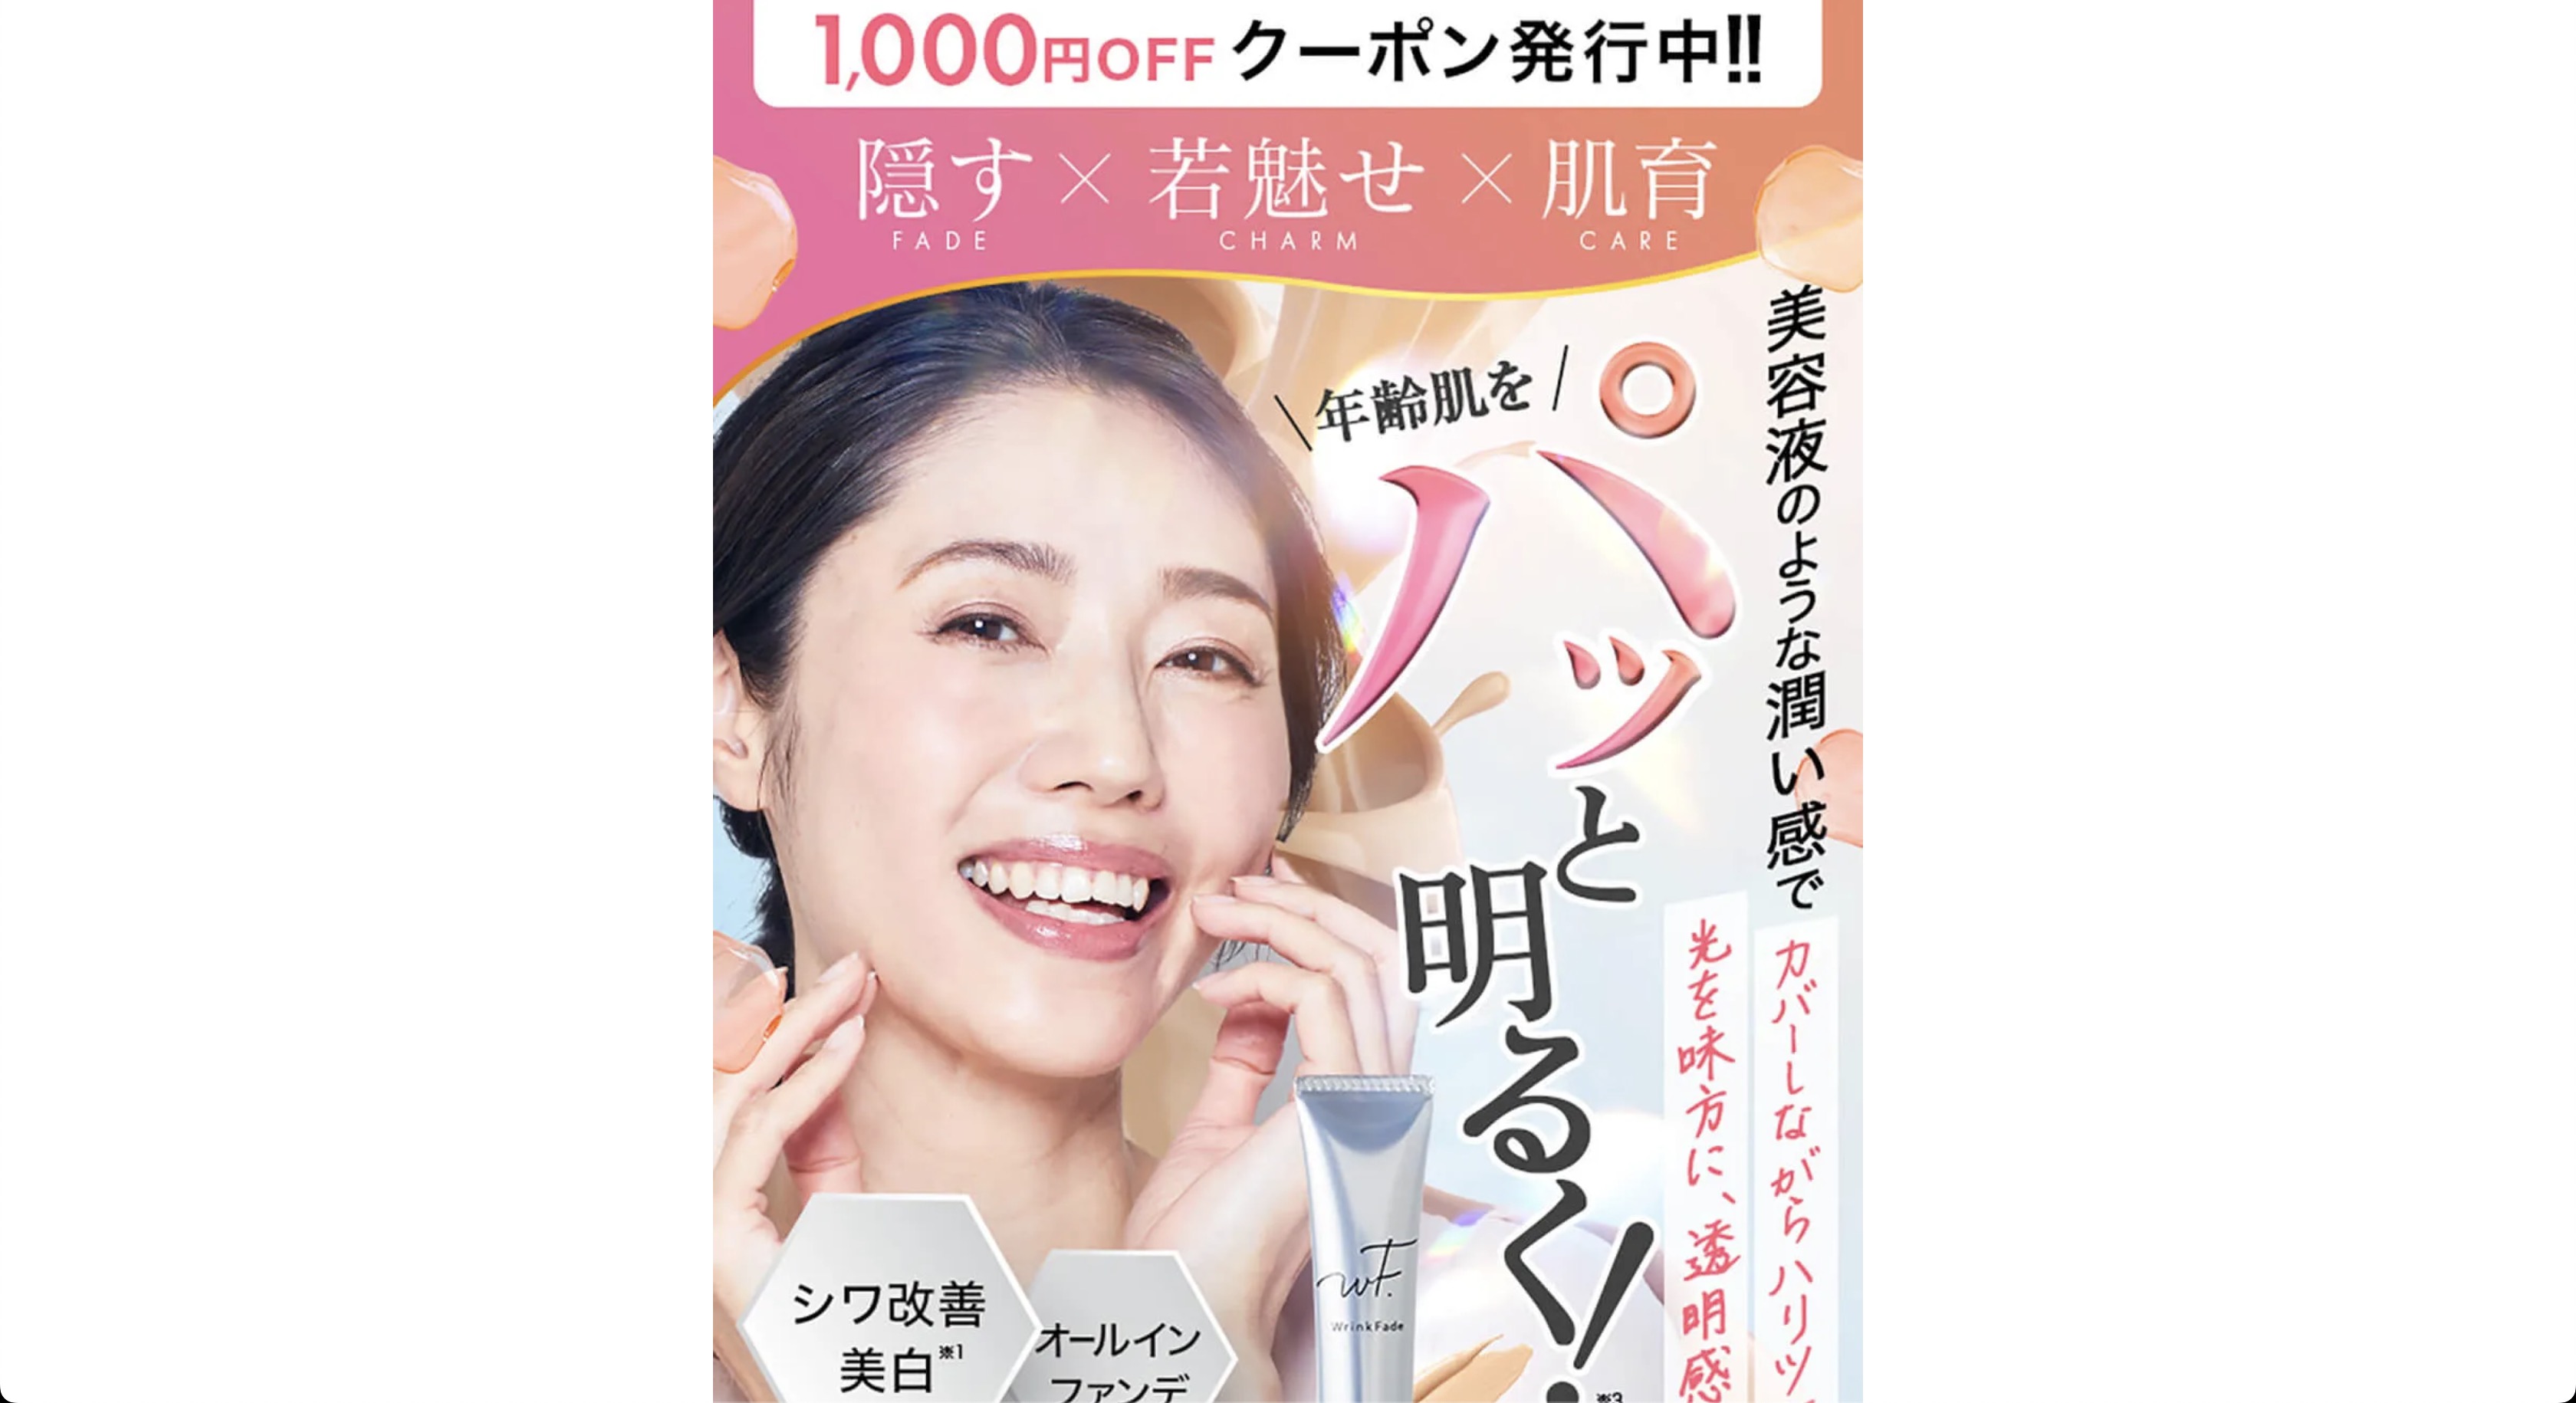 1,000円OFF クーポン発行中!!
隠す×若魅せ×肌育
FADE CHARM CARE
美容液のような潤い感で
\年齢肌を/
パッと
明るく!
※3
カバーしながらハリツ
光を味方に、透明感
シワ改善
美白※1
オールイン
ファンデ
WF.
WrinkFade